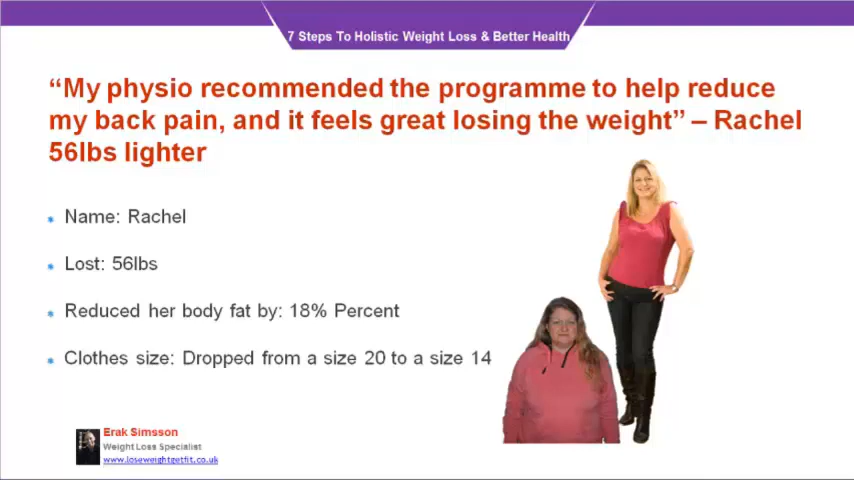 7 Steps To Holistic Weight Loss & Better Health
“My physio recommended the programme to help reduce
my back pain, and it feels great losing the weight” – Rachel
56lbs lighter
Name: Rachel
Lost: 56lbs
Reduced her body fat by: 18% Percent
Clothes size: Dropped from a size 20 to a size 14
Erak Simsson
Weight Loss Specialist
www.loseweightgetfit.co.uk